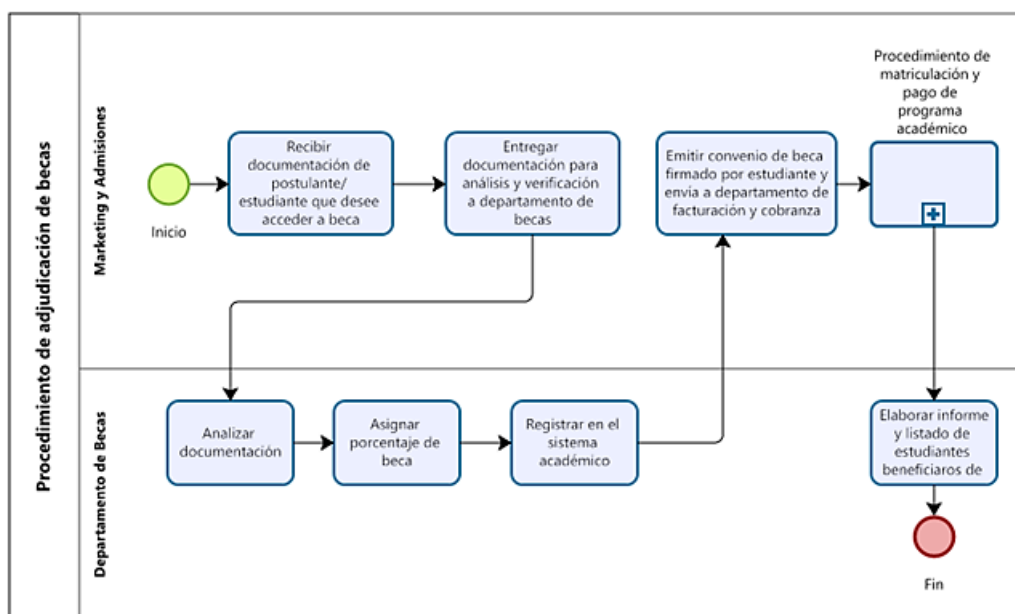 Procedimiento de adjudicación de becas
Marketing y Admisiones
Inicio
Recibir
documentación de
postulante/
estudiante que desee
acceder a beca
Entregar
documentación para
análisis y verificación
a departamento de
becas
Emitir convenio de beca
firmado por estudiante y
envía a departamento de
facturación y cobranza
Procedimiento de
matriculación y
pago de
programa
académico
Departamento de Becas
Analizar
documentación
Asignar
porcentaje de
beca
Registrar en el
sistema
académico
Elaborar informe
y listado de
estudiantes
beneficiaros de
Fin